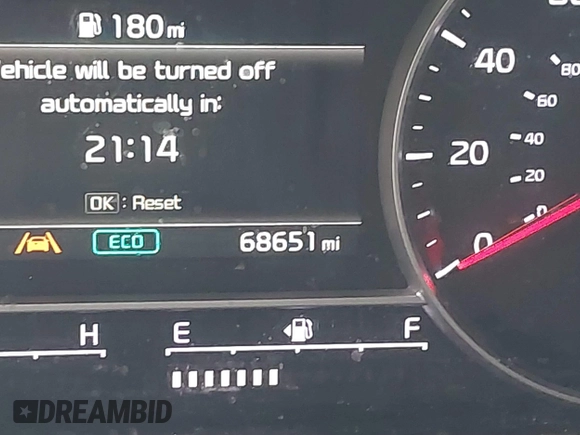 180mi
ehicle will be turned off
automatically in:
21:14
OK : Reset
ECO
68651 mi
H
E
F
40
20
0
80
60
40
20
0
DREAMBID